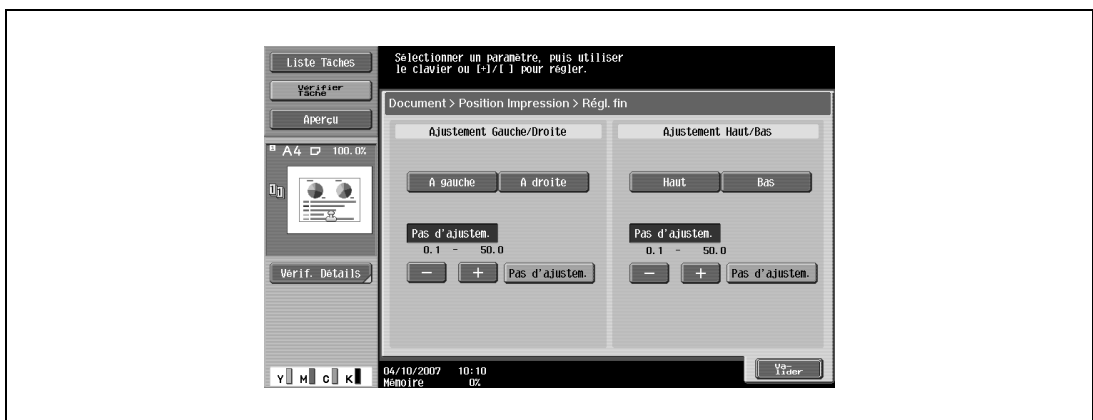 Liste Tâches
Vérifier
Tâche
Aperçu
A4 100.0%
Vérif. Détails
Y M C K
Sélectionner un paramètre, puis utiliser
le clavier ou [+]/[ ] pour régler.
Document > Position Impression > Régl. fin
Ajustement Gauche/Droite
A gauche A droite
Pas d'ajustem.
0.1 - 50.0
− + Pas d'ajustem.
Ajustement Haut/Bas
Haut Bas
Pas d'ajustem.
0.1 - 50.0
− + Pas d'ajustem.
04/10/2007 10:10
Mémoire 0%
Va-
lider